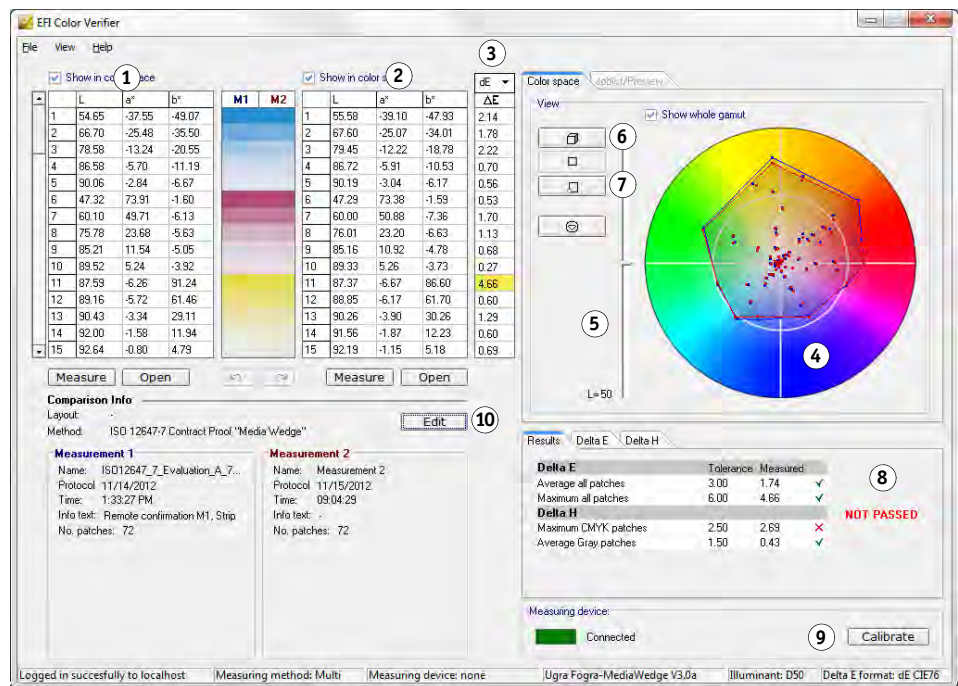 EFI Color Verifier
File View Help
Show in co 1 ace
Show in color s 2
3
dE
L a* b*
M1 M2
L a* b*
ΔE
1 54.65 -37.55 -49.07 1 55.58 -39.10 -47.93 2.14
2 66.70 -25.48 -35.50 2 67.60 -25.07 -34.01 1.78
3 78.58 -13.24 -20.55 3 79.45 -12.22 -18.78 2.22
4 86.58 -5.70 -11.19 4 86.72 -5.91 -10.53 0.70
5 90.06 -2.84 -6.67 5 90.19 -3.04 -6.17 0.56
6 47.32 73.91 -1.60 6 47.29 73.38 -1.59 0.53
7 60.10 49.71 -6.13 7 60.00 50.88 -7.36 1.70
8 75.78 23.68 -5.63 8 76.01 23.20 -6.63 1.13
9 85.21 11.54 -5.05 9 85.16 10.92 -4.78 0.68
10 89.52 5.24 -3.92 10 89.33 5.26 -3.73 0.27
11 87.59 -6.26 91.24 11 87.37 -6.67 86.60 4.66
12 89.16 -5.72 61.46 12 88.85 -6.17 61.70 0.60
13 90.43 -3.34 29.11 13 90.26 -3.90 30.26 1.29
14 92.00 -1.58 11.94 14 91.56 -1.87 12.23 0.60
15 92.64 -0.80 4.79 15 92.19 -1.15 5.18 0.69
Measure Open Measure Open
Comparison Info
Layout: -
Method: ISO 12647-7 Contract Proof "Media Wedge"
Edit 10
Measurement 1
Name: ISO12647_7_Evaluation_A_7...
Protocol 11/14/2012
Time: 1:33:27 PM
Info text: Remote confirmation M1, Strip
No. patches: 72
Measurement 2
Name: Measurement 2
Protocol 11/15/2012
Time: 09:04:29
Info text: -
No. patches: 72
Color space Joblist/Preview
View
Show whole gamut
6
7
5
4
L=50
Results Delta E Delta H
Delta E Tolerance Measured
Average all patches 3.00 1.74
Maximum all patches 6.00 4.66
Delta H
Maximum CMYK patches 2.50 2.69
Average Gray patches 1.50 0.43
8
NOT PASSED
Measuring device:
Connected
9
Calibrate
Logged in succesfully to localhost Measuring method: Multi Measuring device: none Ugra Fogra-MediaWedge V3.0a Illuminant: D50 Delta E format: dE CIE76